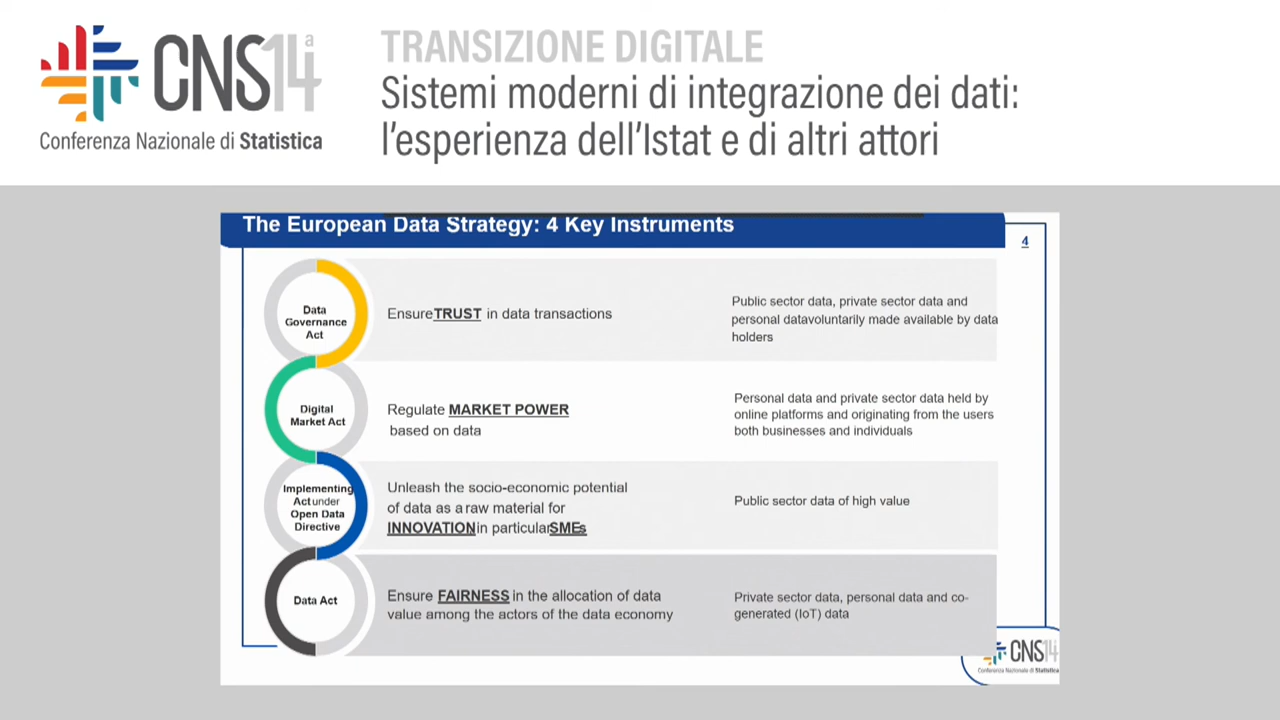 CNS14ª
Conferenza Nazionale di Statistica
TRANSIZIONE DIGITALE
Sistemi moderni di integrazione dei dati:
l'esperienza dell'Istat e di altri attori
The European Data Strategy: 4 Key Instruments
4
Data
Governance
Act
Ensure TRUST in data transactions
Public sector data, private sector data and
personal datavoluntarily made available by data
holders
Digital
Market Act
Regulate MARKET POWER
based on data
Personal data and private sector data held by
online platforms and originating from the users
both businesses and individuals
Implementing
Act under
Open Data
Directive
Unleash the socio-economic potential
of data as a raw material for
INNOVATION in particular SMEs
Public sector data of high value
Data Act
Ensure FAIRNESS in the allocation of data
value among the actors of the data economy
Private sector data, personal data and co-
generated (IoT) data
CNS14
Conferenza Nazionale di Statistica